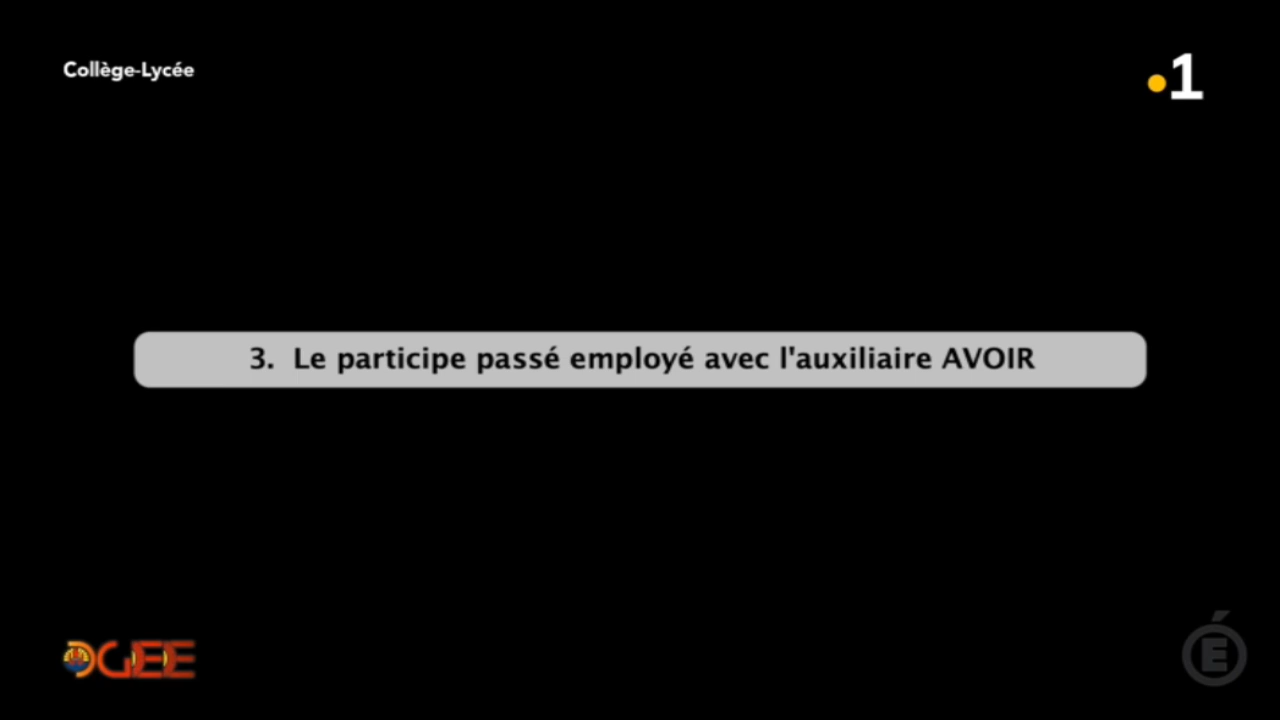 Collège-Lycée
1
3. Le participe passé employé avec l'auxiliaire AVOIR
DGEE
É